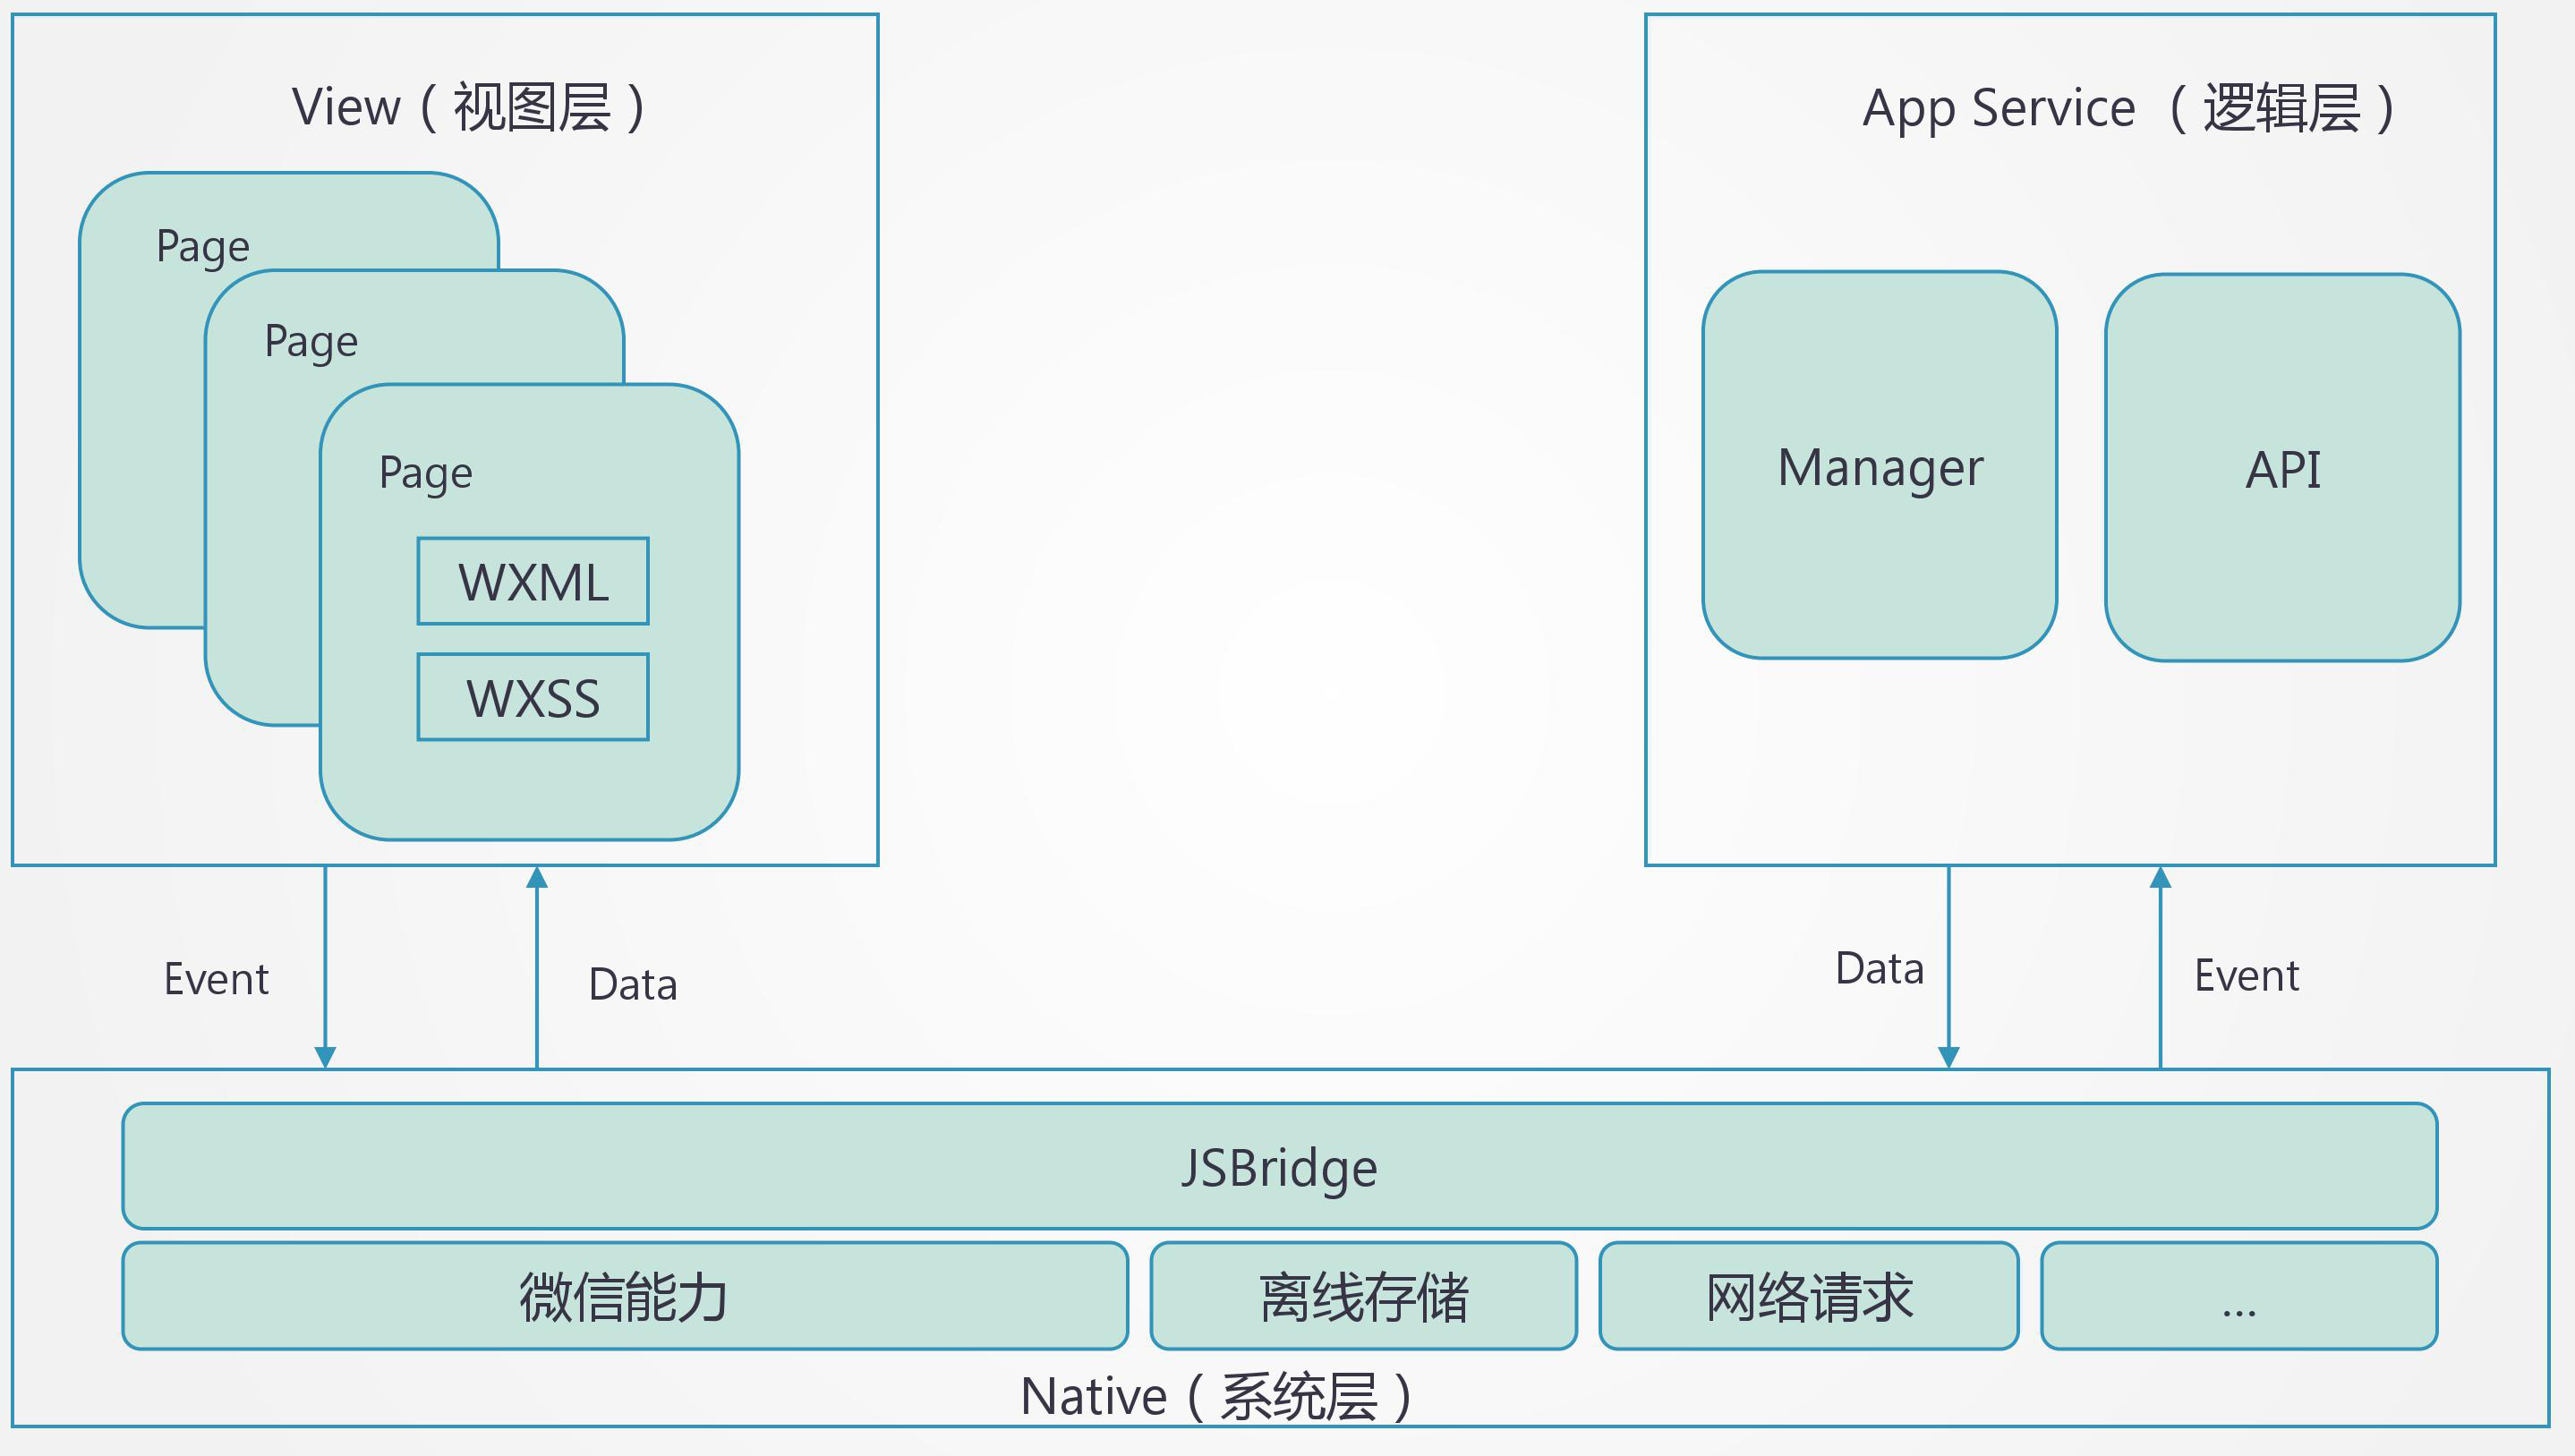 View（视图层）
Page
Page
Page
WXML
WXSS
App Service （逻辑层）
Manager
API
Event
Data
Data
Event
JSBridge
微信能力
离线存储
网络请求
...
Native（系统层）